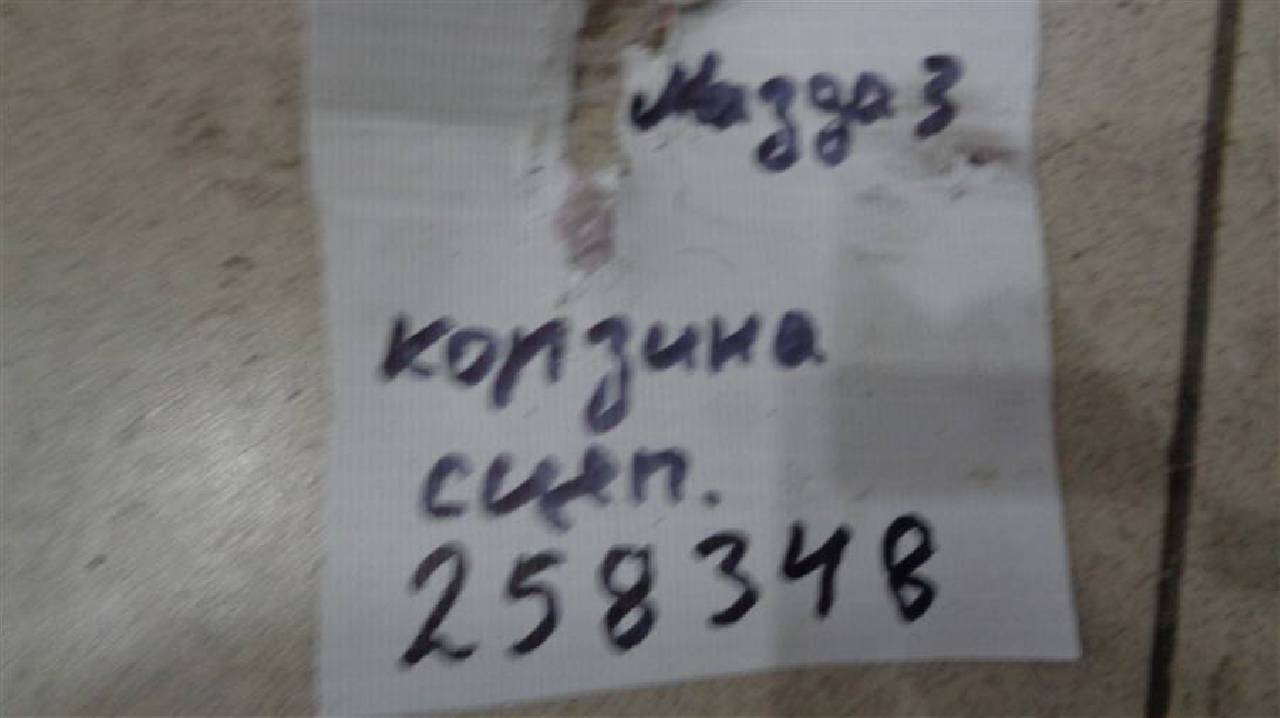 Мазда 3
корзина
сцеп.
258348